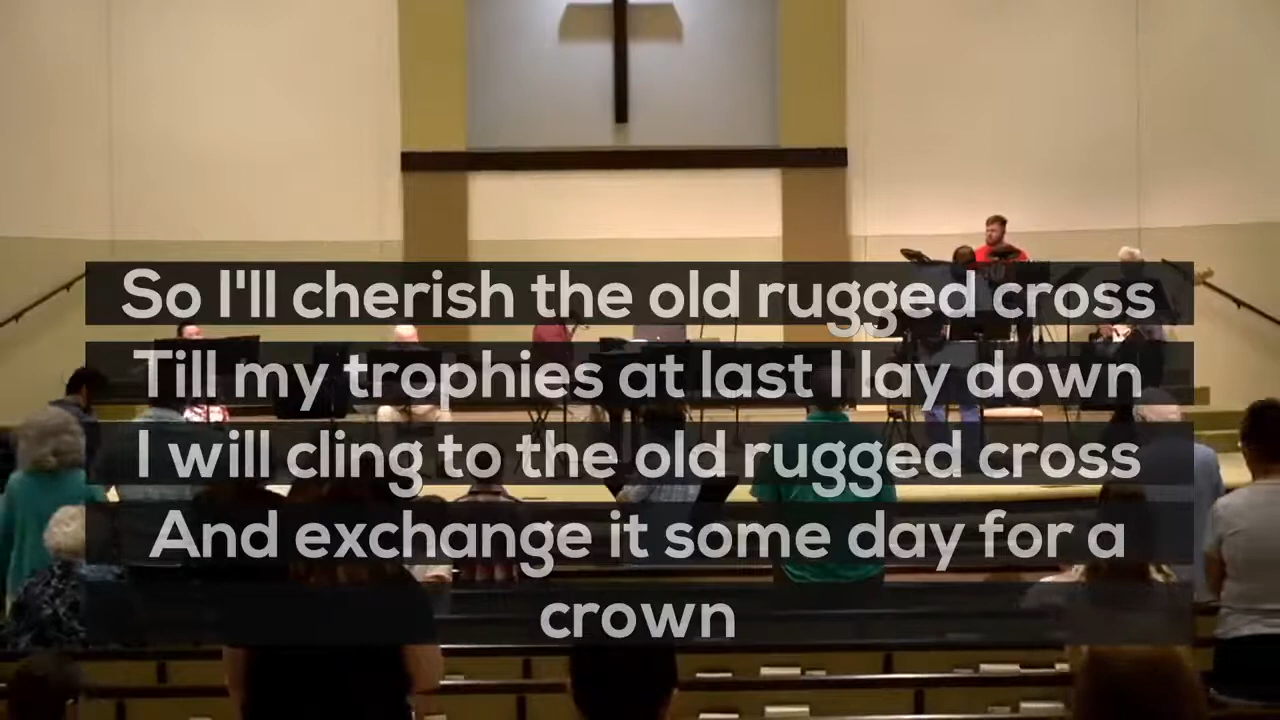 So I'll cherish the old rugged cross
Till my trophies at last I lay down
I will cling to the old rugged cross
And exchange it some day for a
crown